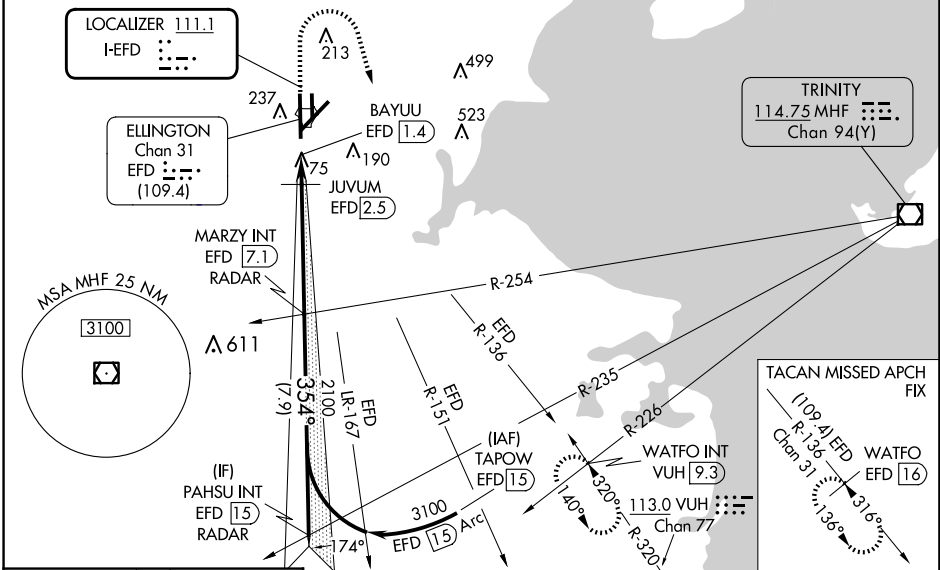 LOCALIZER 111.1
I-EFD
213
499
237
BAYUU
EFD 1.4
523
TRINITY
114.75 MHF
Chan 94(Y)
ELLINGTON
Chan 31
EFD
(109.4)
190
75
JUVUM
EFD 2.5
MARZY INT
EFD 7.1
RADAR
R-254
MSA MHF 25 NM
3100
611
EFD
R-136
EFD
R-151
EFD
LR-167
2100
354°
(7.9)
R-235
R-226
(IAF)
TAPOW
EFD 15
(IF)
PAHSU INT
EFD 15
RADAR
174°
3100
EFD 15 Arc
WATFO INT
VUH 9.3
320°
140°
R-320
113.0 VUH
Chan 77
TACAN MISSED APCH
FIX
(109.4) EFD
R-136
Chan 31
WATFO
EFD 16
316°
136°